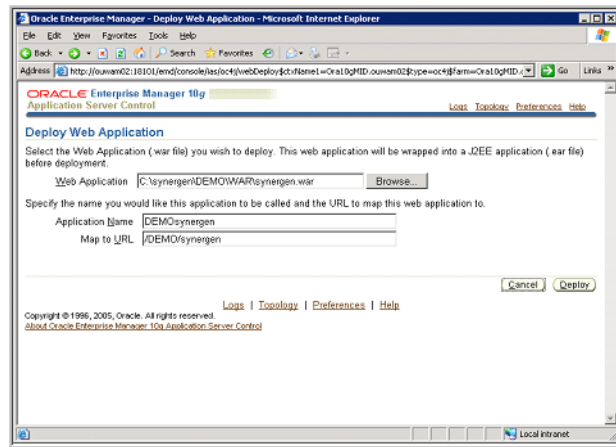 Oracle Enterprise Manager - Deploy Web Application - Microsoft Internet Explorer
File Edit View Favorites Tools Help
Back Search Favorites
Address http://ouwam02:18101/emd/console/ias/oc4j/webDeploy$ctxName1=Ora10gMID.ouwam02$type=oc4j$Farm=Ora10gMID. Go Links »
ORACLE Enterprise Manager 10g
Application Server Control Logs Topology Preferences Help
Deploy Web Application
Select the Web Application (.war file) you wish to deploy. This web application will be wrapped into a J2EE application (.ear file)
before deployment.
Web Application C:\synergen\DEMO\WAR\synergen.war Browse...
Specify the name you would like this application to be called and the URL to map this web application to.
Application Name DEMOsynergen
Map to URL /DEMO/synergen
Cancel Deploy
Logs | Topology | Preferences | Help
Copyright © 1996, 2005, Oracle. All rights reserved.
About Oracle Enterprise Manager 10g Application Server Control
Local intranet